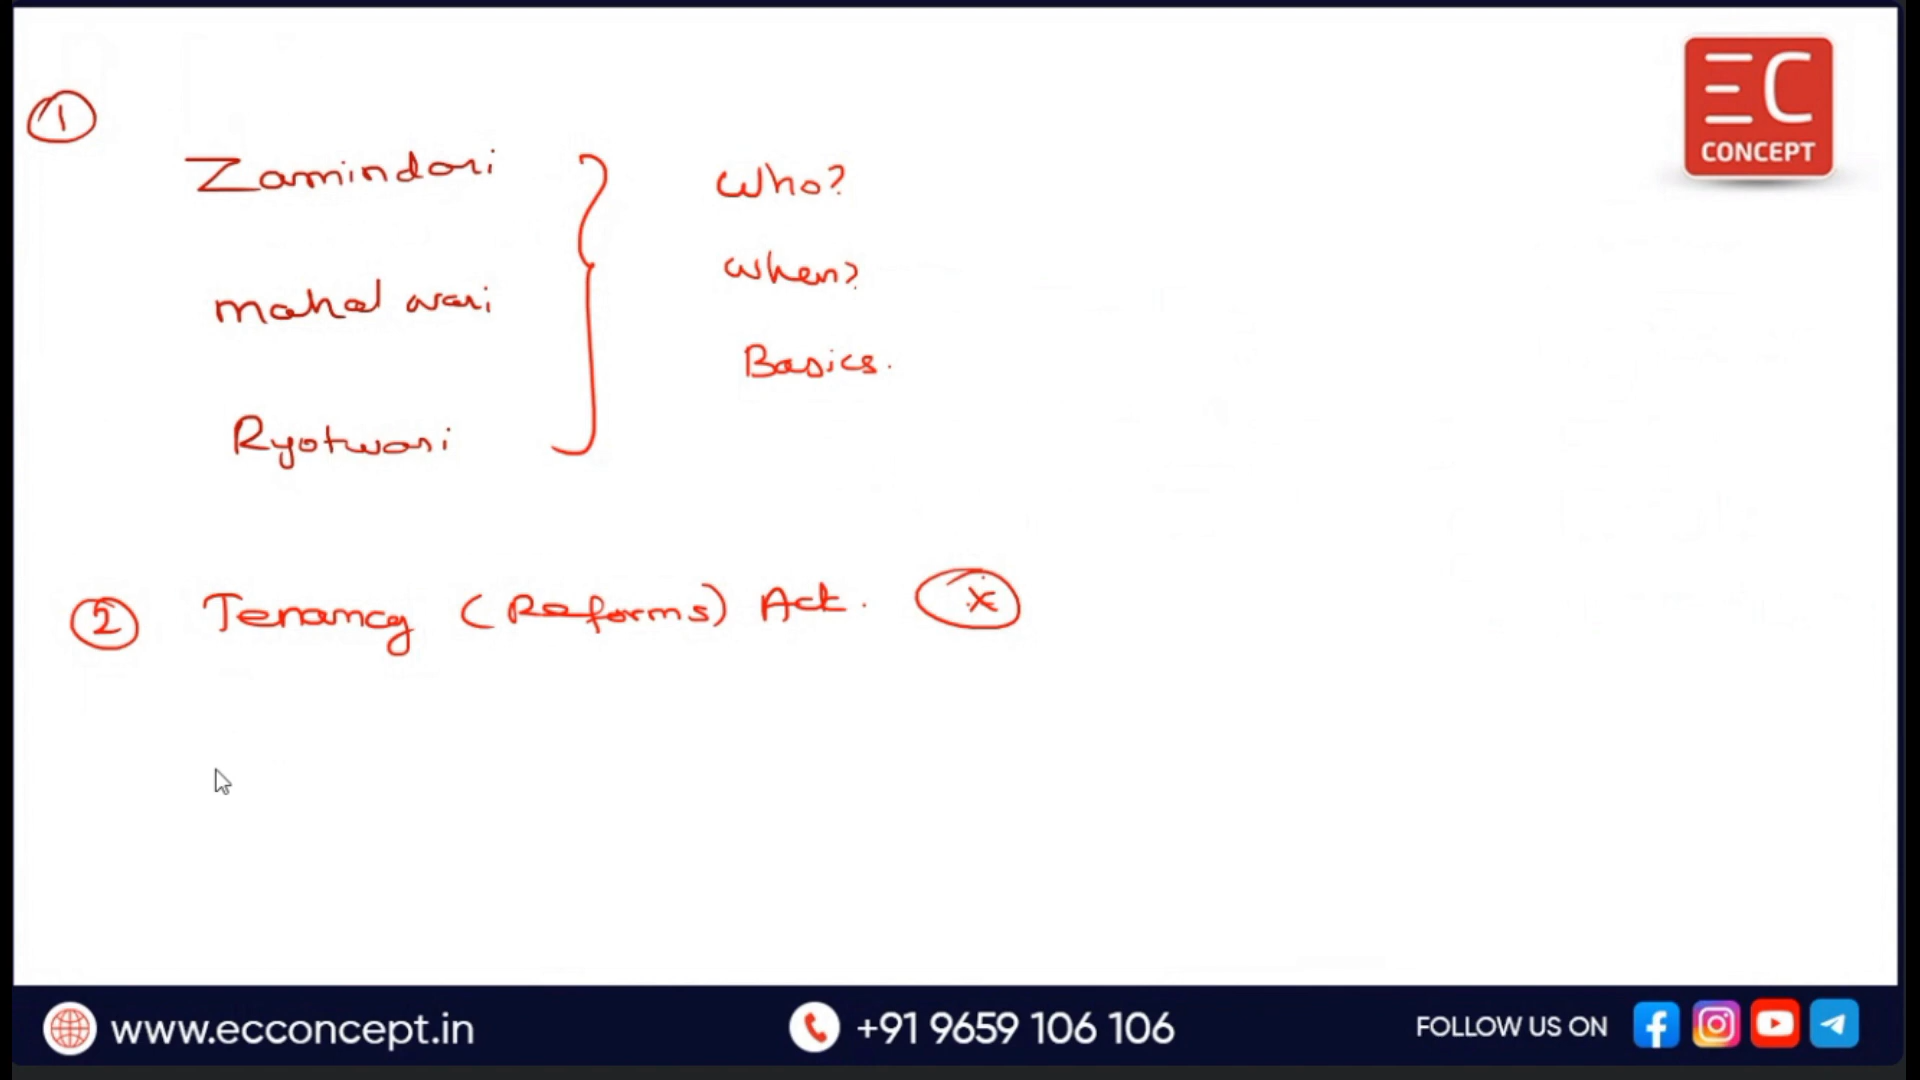 1
EC
CONCEPT
Zamindari
Who?
Mahalwari
When?
Basics.
Ryotwari
2 Tenancy (Reforms) Act. x
www.ecconcept.in
+91 9659 106 106
FOLLOW US ON